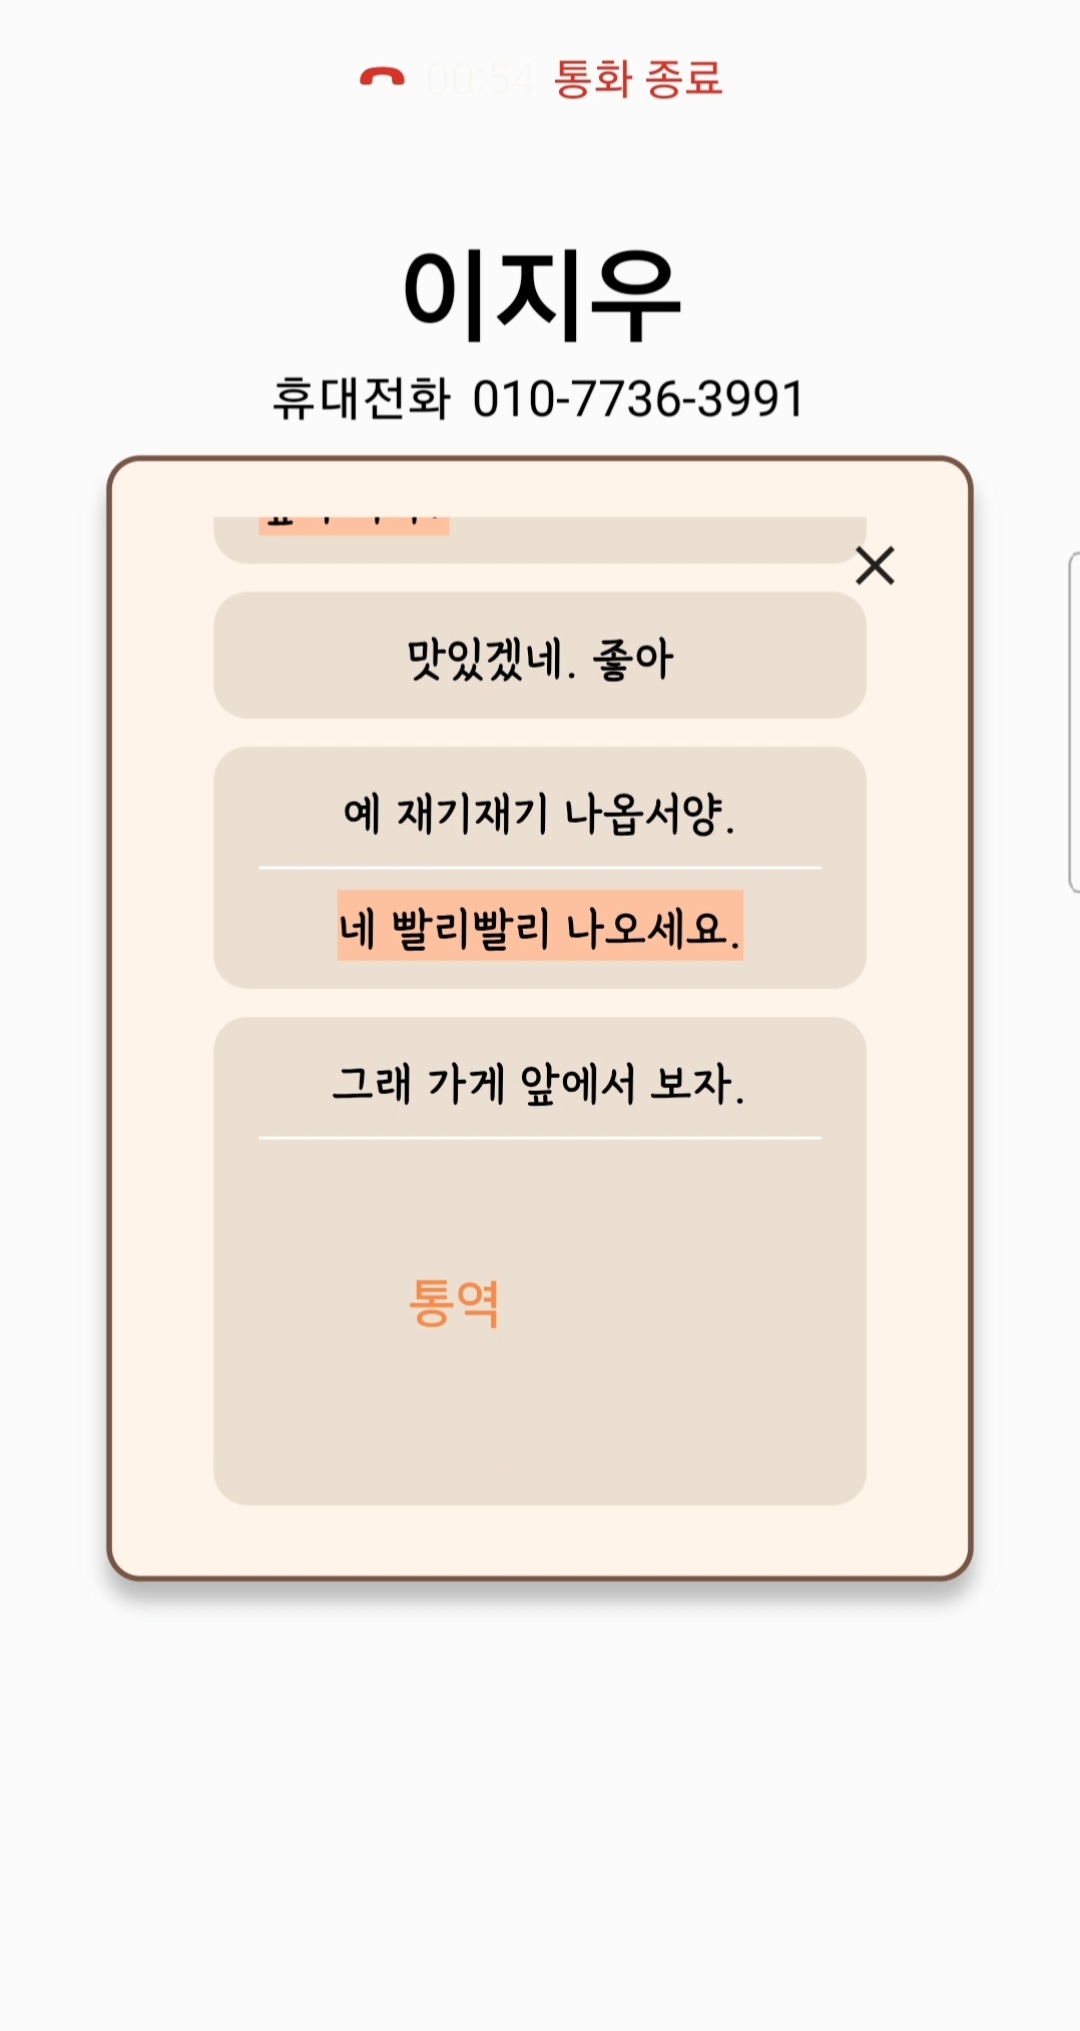 00:54 통화 종료
이지우
휴대전화 010-7736-3991
맛있겠네. 좋아
예 재기재기 나옵서양.
네 빨리빨리 나오세요.
그래 가게 앞에서 보자.
통역